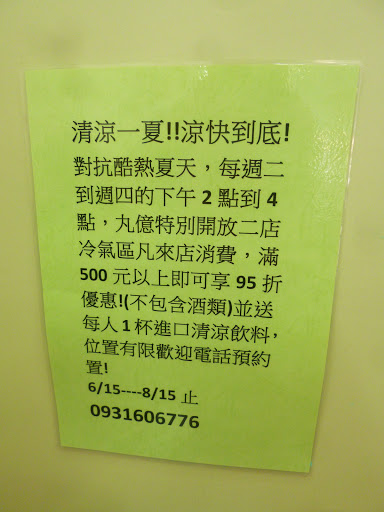 清涼一夏!!涼快到底!
對抗酷熱夏天，每週二
到週四的下午 2 點到 4
點，丸億特別開放二店
冷氣區凡來店消費，滿
500 元以上即可享 95 折
優惠!(不包含酒類)並送
每人 1 杯進口清涼飲料,
位置有限歡迎電話預約
置!
6/15----8/15 止
0931606776